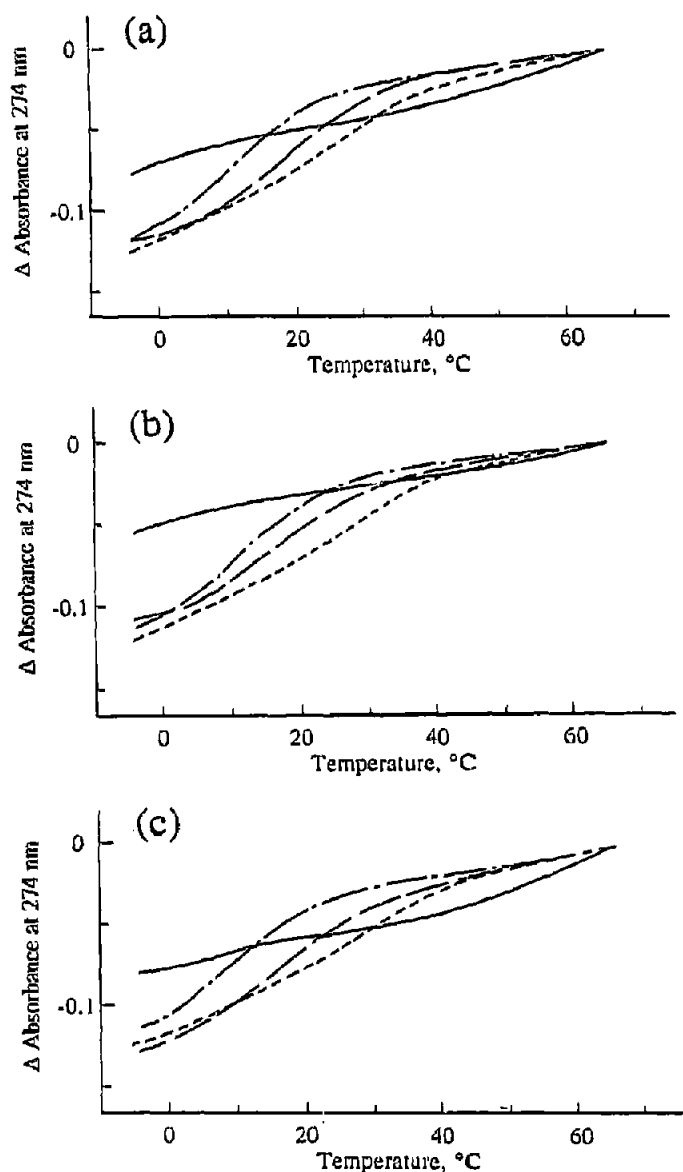 (a)
0
-0.1
Δ Absorbance at 274 nm
0 20 40 60
Temperature, °C
(b)
0
-0.1
Δ Absorbance at 274 nm
0 20 40 60
Temperature, °C
(c)
0
-0.1
Δ Absorbance at 274 nm
0 20 40 60
Temperature, °C